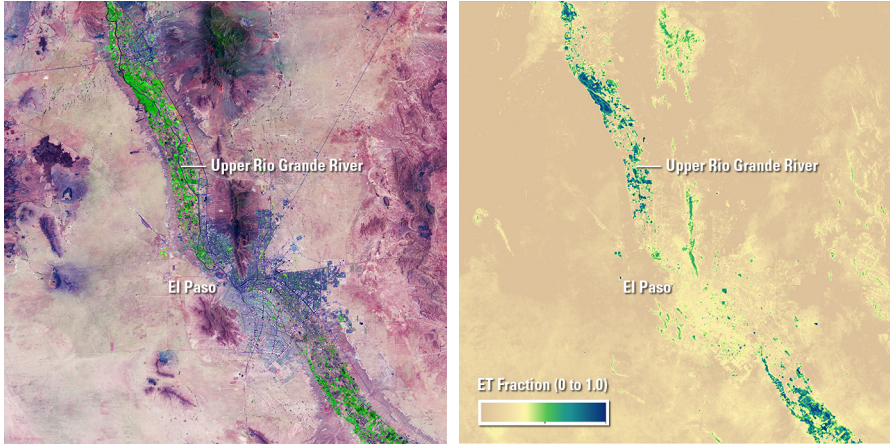 Upper Rio Grande River
El Paso
Upper Rio Grande River
El Paso
ET Fraction (0 to 1.0)